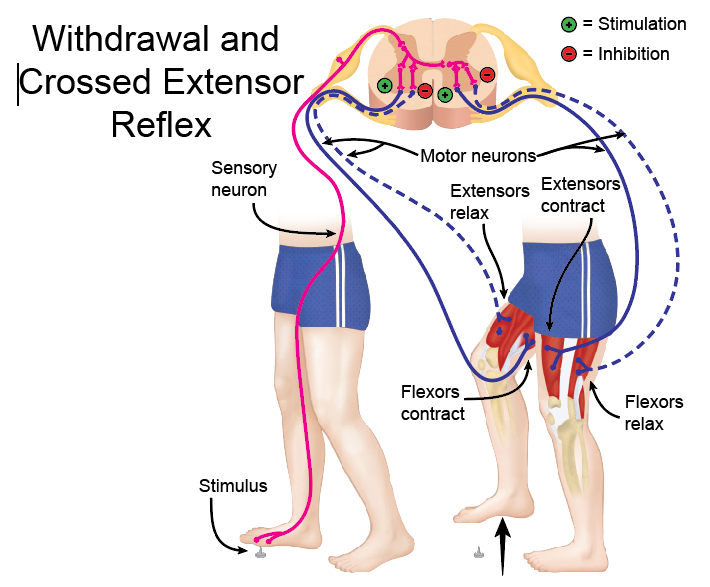 Withdrawal and
Crossed Extensor
Reflex
+ = Stimulation
− = Inhibition
+
−
+
−
Motor neurons
Sensory
neuron
Extensors
relax
Extensors
contract
Flexors
contract
Flexors
relax
Stimulus